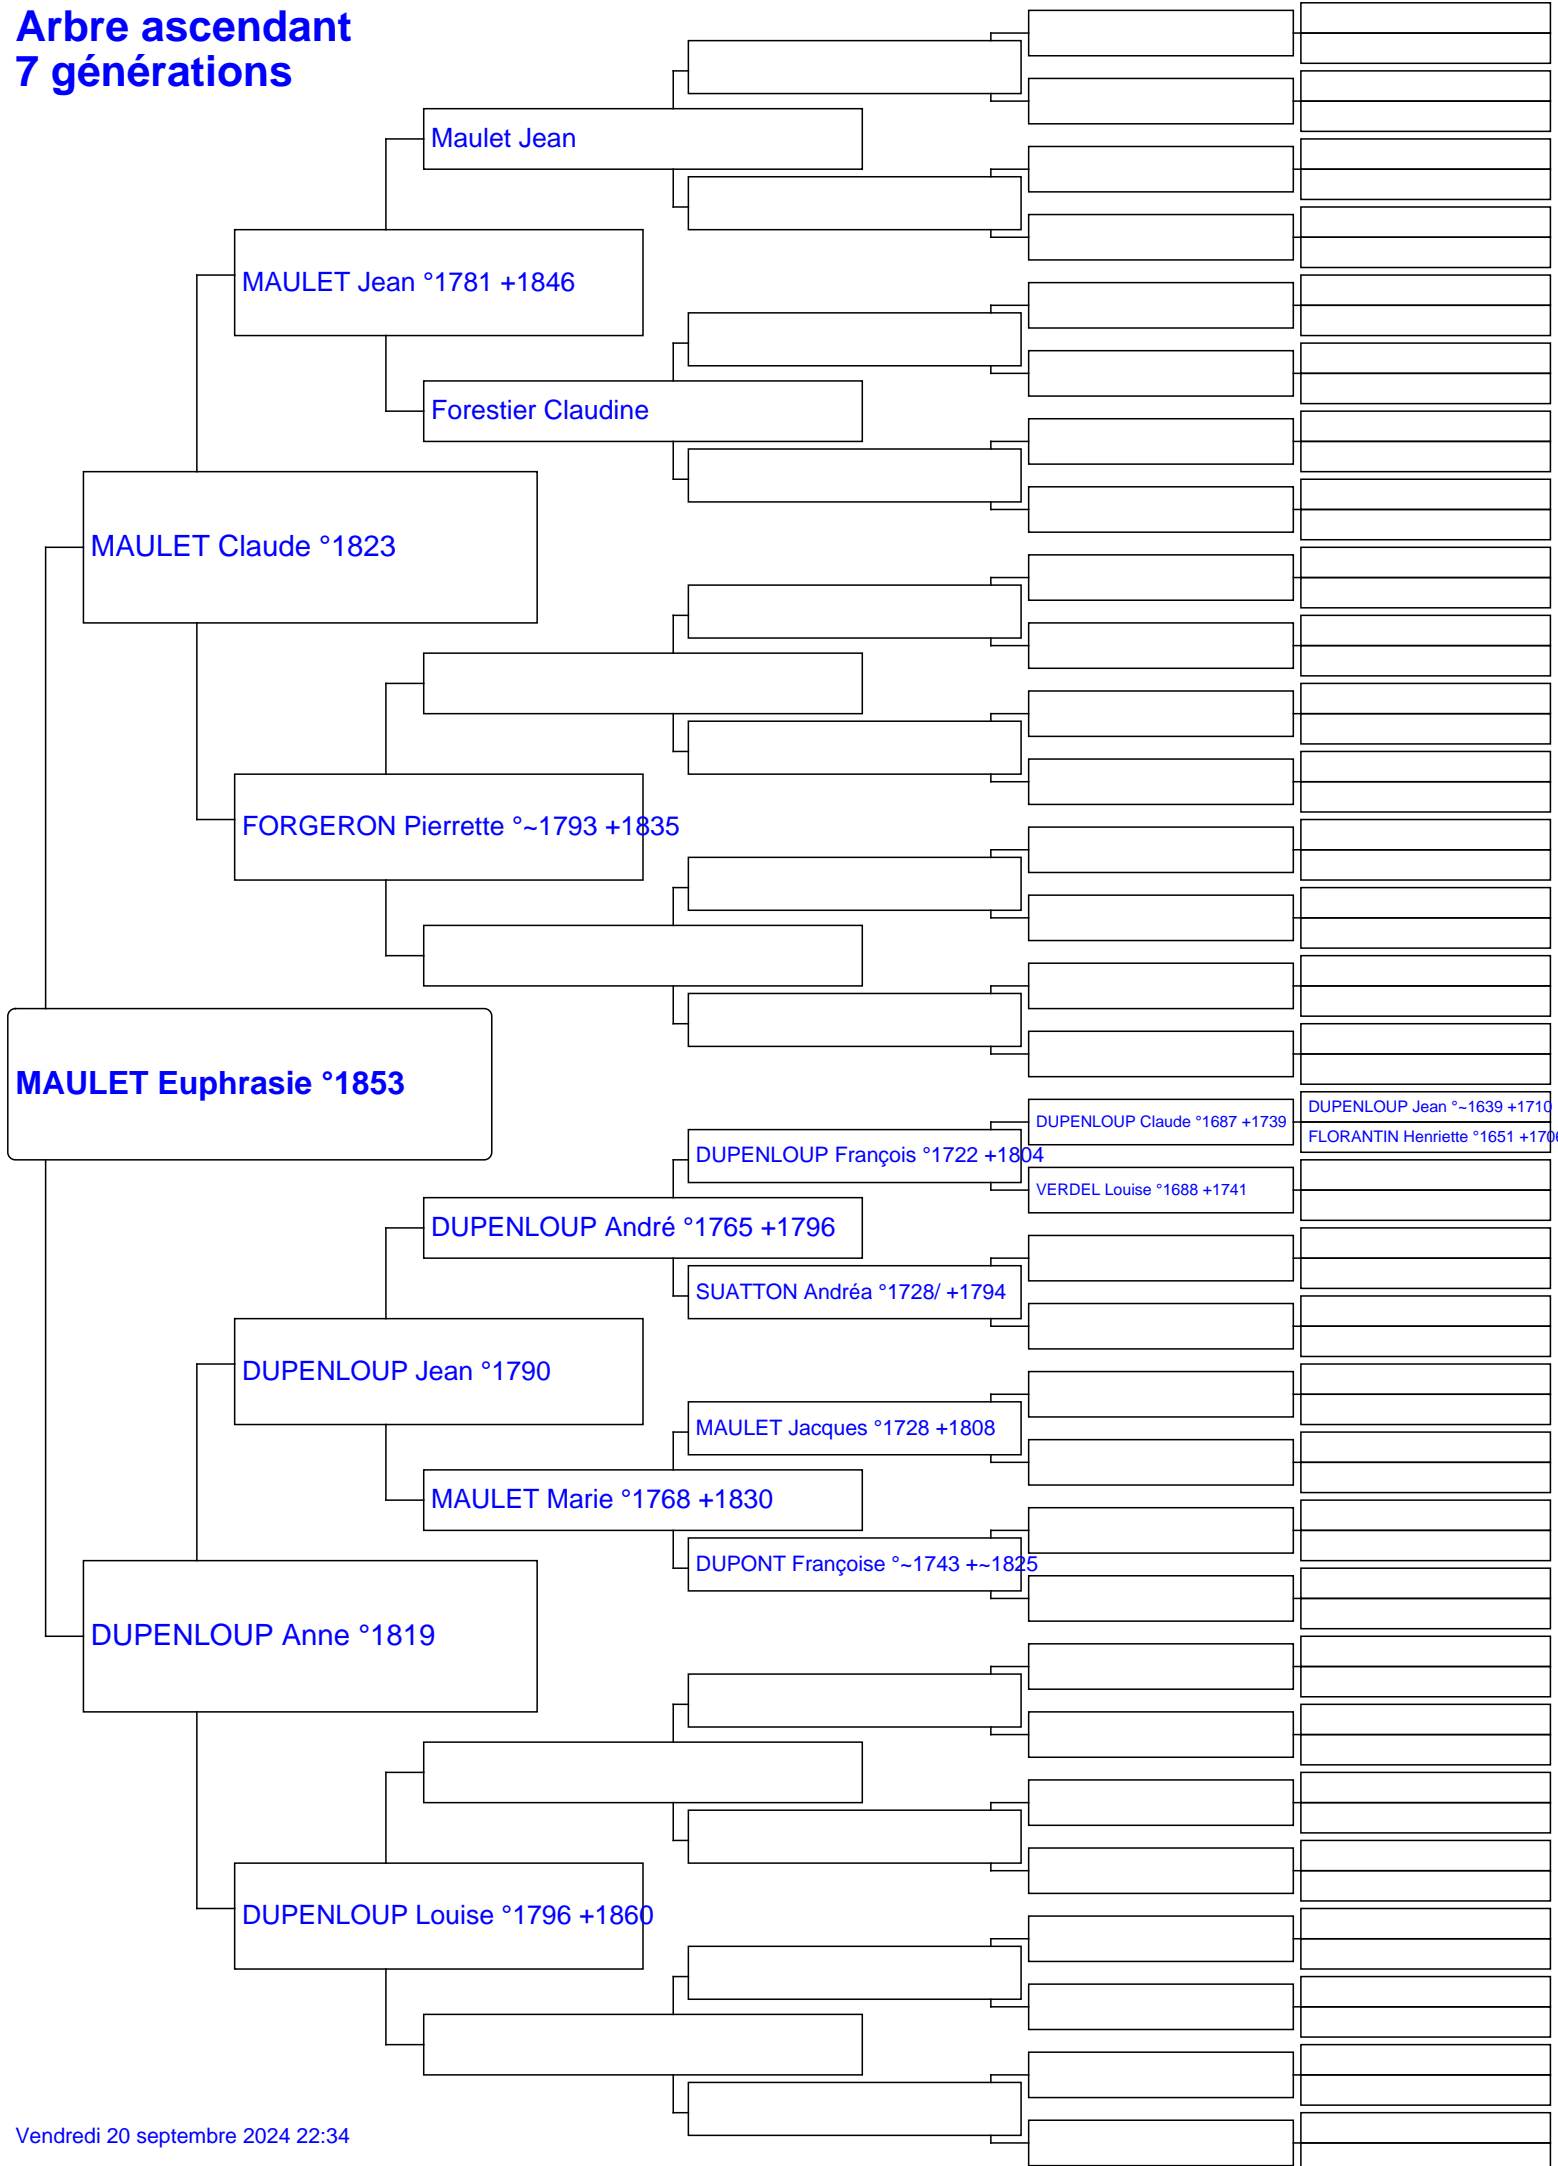 Arbre ascendant
7 générations
Maulet Jean
MAULET Jean °1781 +1846
Forestier Claudine
MAULET Claude °1823
FORGERON Pierrette °~1793 +1835
MAULET Euphrasie °1853
DUPENLOUP Jean °~1639 +1710
DUPENLOUP Claude °1687 +1739
FLORANTIN Henriette °1651 +1706
DUPENLOUP François °1722 +1804
VERDEL Louise °1688 +1741
DUPENLOUP André °1765 +1796
SUATTON Andréa °1728/ +1794
DUPENLOUP Jean °1790
MAULET Jacques °1728 +1808
MAULET Marie °1768 +1830
DUPONT Françoise °~1743 +~1825
DUPENLOUP Anne °1819
DUPENLOUP Louise °1796 +1860
Vendredi 20 septembre 2024 22:34